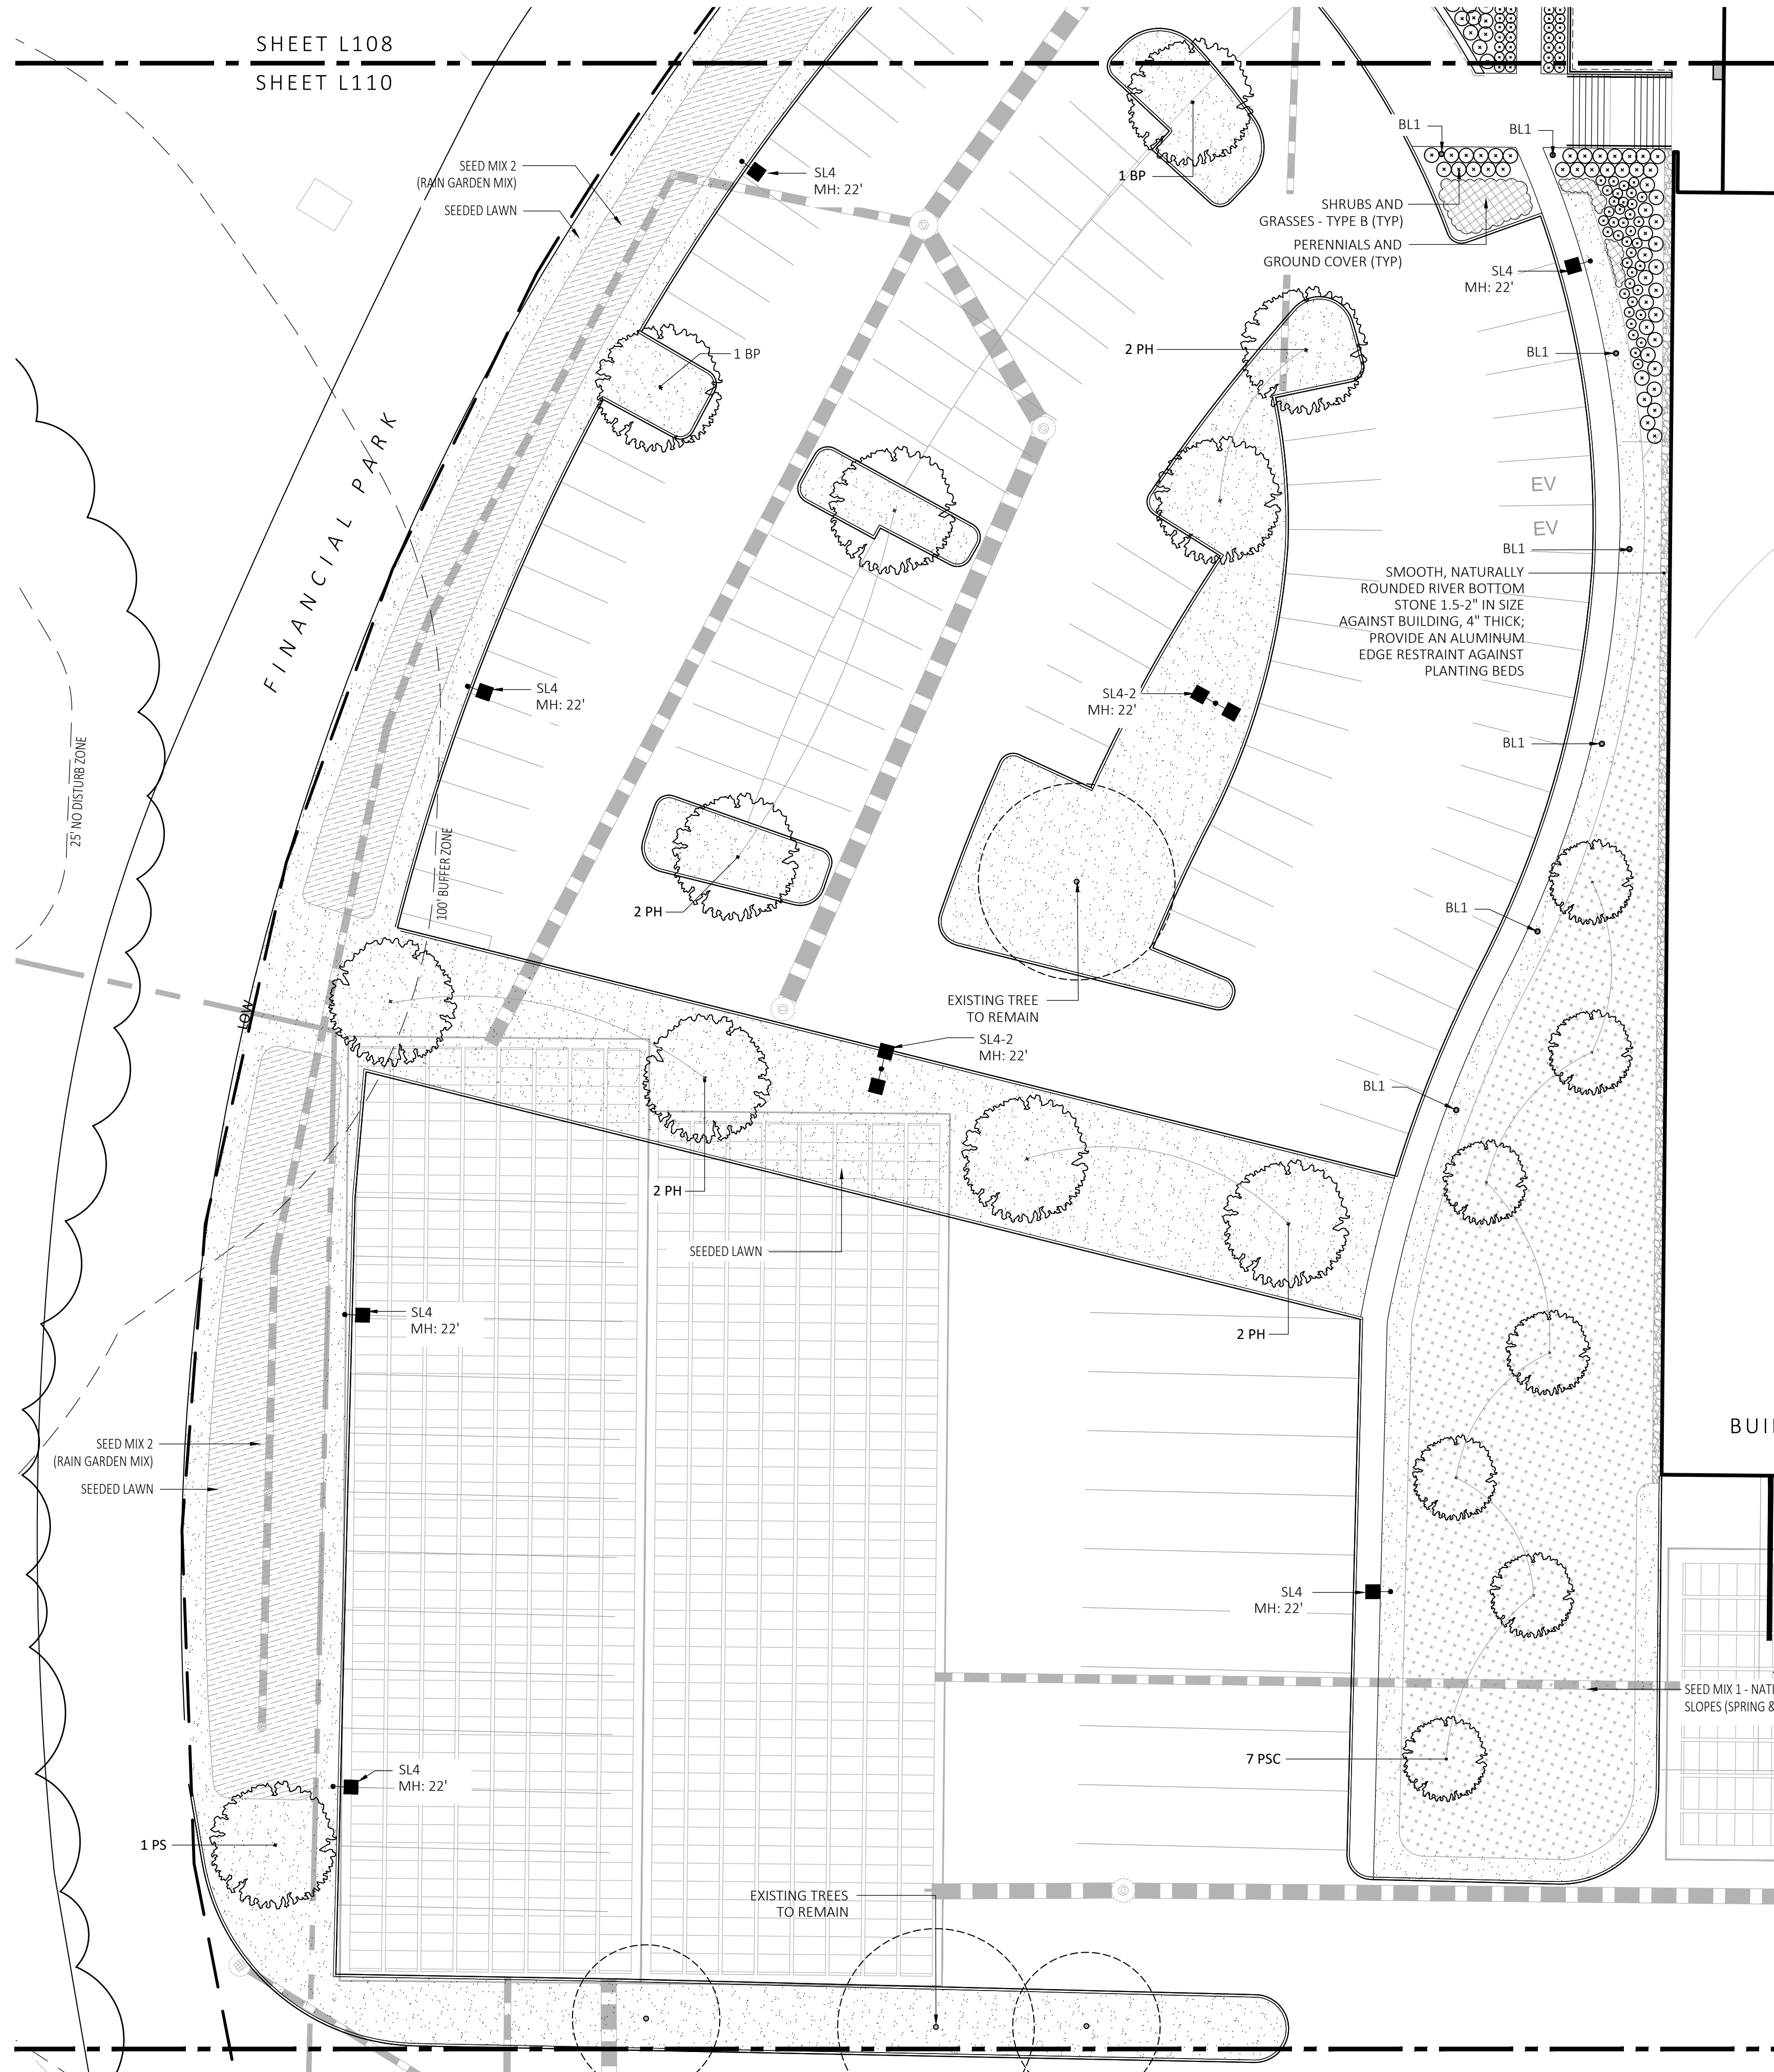 SHEET L108
SHEET L110
SEED MIX 2
(RAIN GARDEN MIX)
SEEDED LAWN
SL4
MH: 22'
1 BP
BL1
BL1
SHRUBS AND
GRASSES - TYPE B (TYP)
PERENNIALS AND
GROUND COVER (TYP)
SL4
MH: 22'
1 BP
2 PH
BL1
FINANCIAL PARK
EV
EV
BL1
SMOOTH, NATURALLY
ROUNDED RIVER BOTTOM
STONE 1.5-2" IN SIZE
AGAINST BUILDING, 4" THICK;
PROVIDE AN ALUMINUM
EDGE RESTRAINT AGAINST
PLANTING BEDS
SL4
MH: 22'
SL4-2
MH: 22'
BL1
25' NO DISTURB ZONE
100' BUFFER ZONE
2 PH
BL1
LOW
EXISTING TREE
TO REMAIN
SL4-2
MH: 22'
BL1
2 PH
SEEDED LAWN
SL4
MH: 22'
2 PH
BUI
SEED MIX 2
(RAIN GARDEN MIX)
SEEDED LAWN
SL4
MH: 22'
SEED MIX 1 - NATI
SLOPES (SPRING &
7 PSC
SL4
MH: 22'
1 PS
EXISTING TREES
TO REMAIN